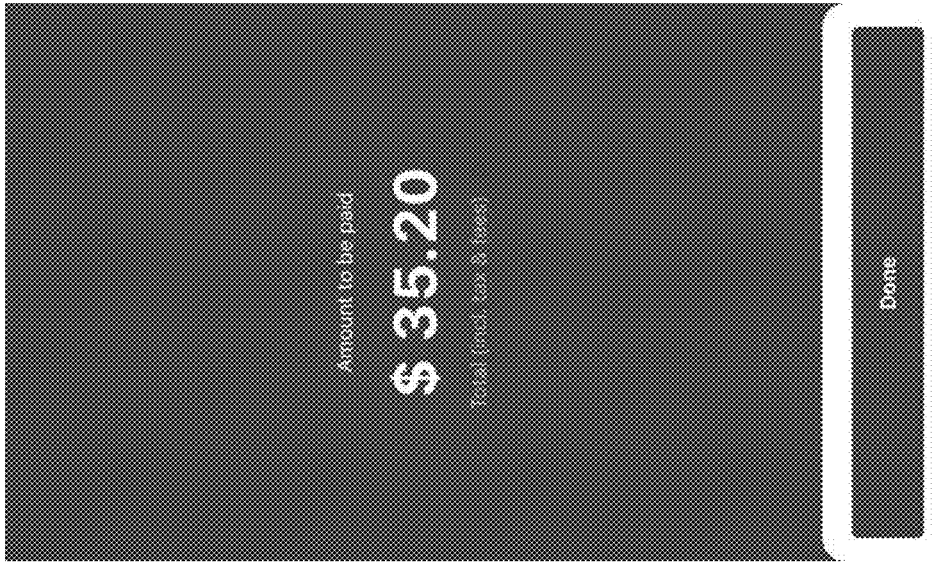 Amount to be paid
$ 35.20
Total (incl. tax & fees)
Done